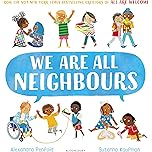 FROM THE NEW YORK TIMES BESTSELLING CREATORS OF ALL ARE WELCOME
WE ARE ALL
NEIGHBOURS
Alexandra Penfold
BLOOMSBURY
Suzanne Kaufman